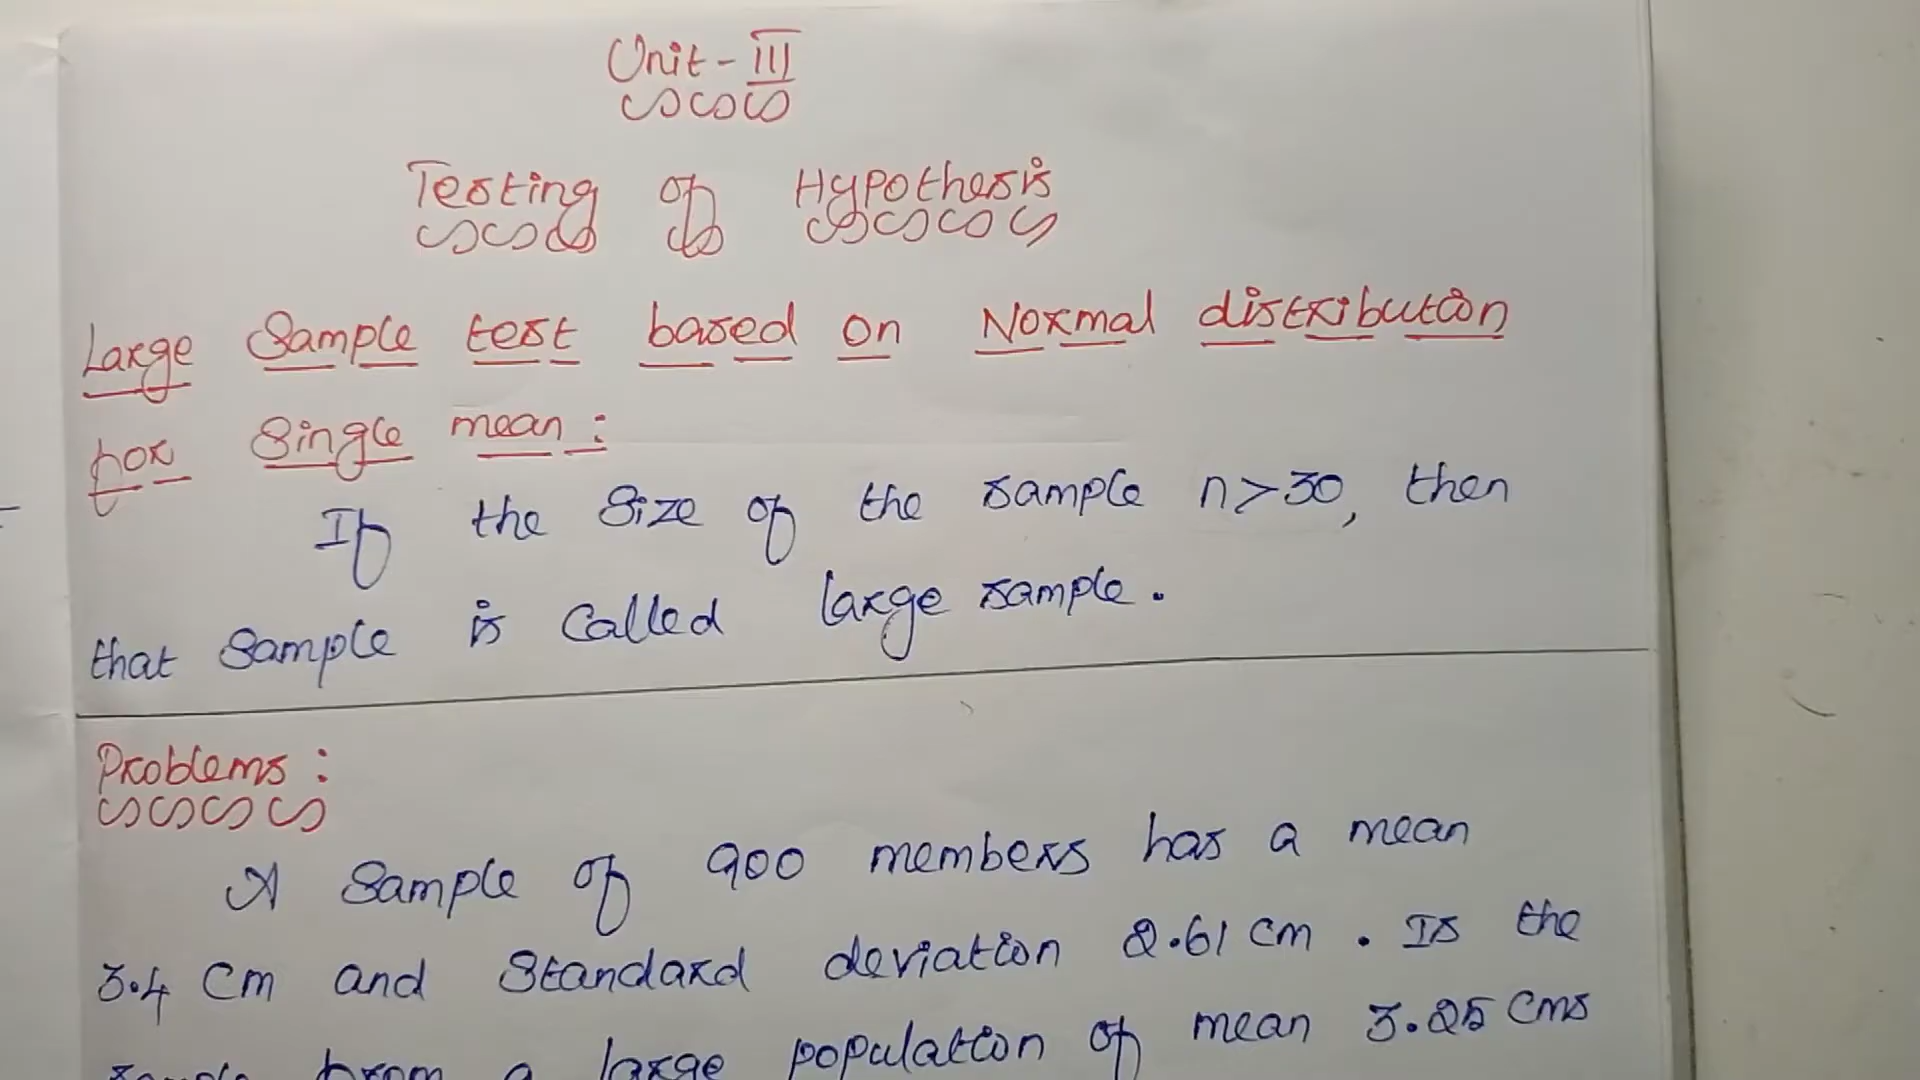 Unit - III
Testing of Hypothesis
Large Sample test based on Normal distribution
for Single mean :
If the Size of the sample n > 30, then
that Sample is Called large sample.
Problems :
A Sample of 900 members has a mean
3.4 Cm and Standard deviation 2.61 Cm . Is the
sample from a large population of mean 3.25 Cms